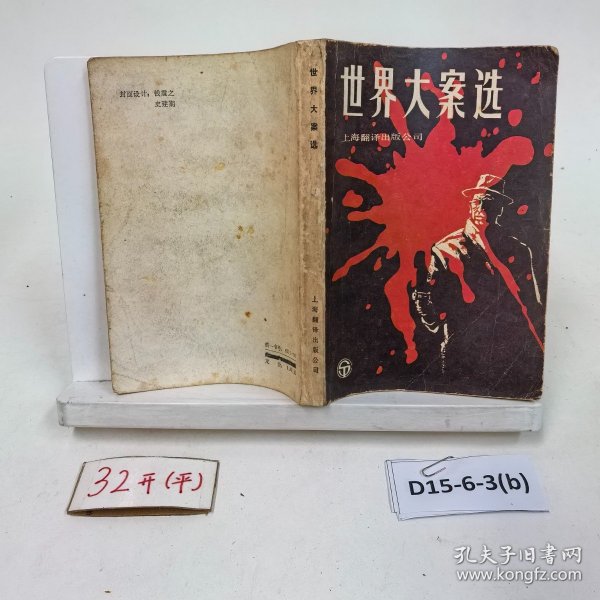 封面设计：钱震之
史建期
世界大案选
上海翻译出版公司
世界大案选
上海翻译出版公司
32开(平)
D15-6-3(b)
孔夫子旧书网
www.kongfz.com